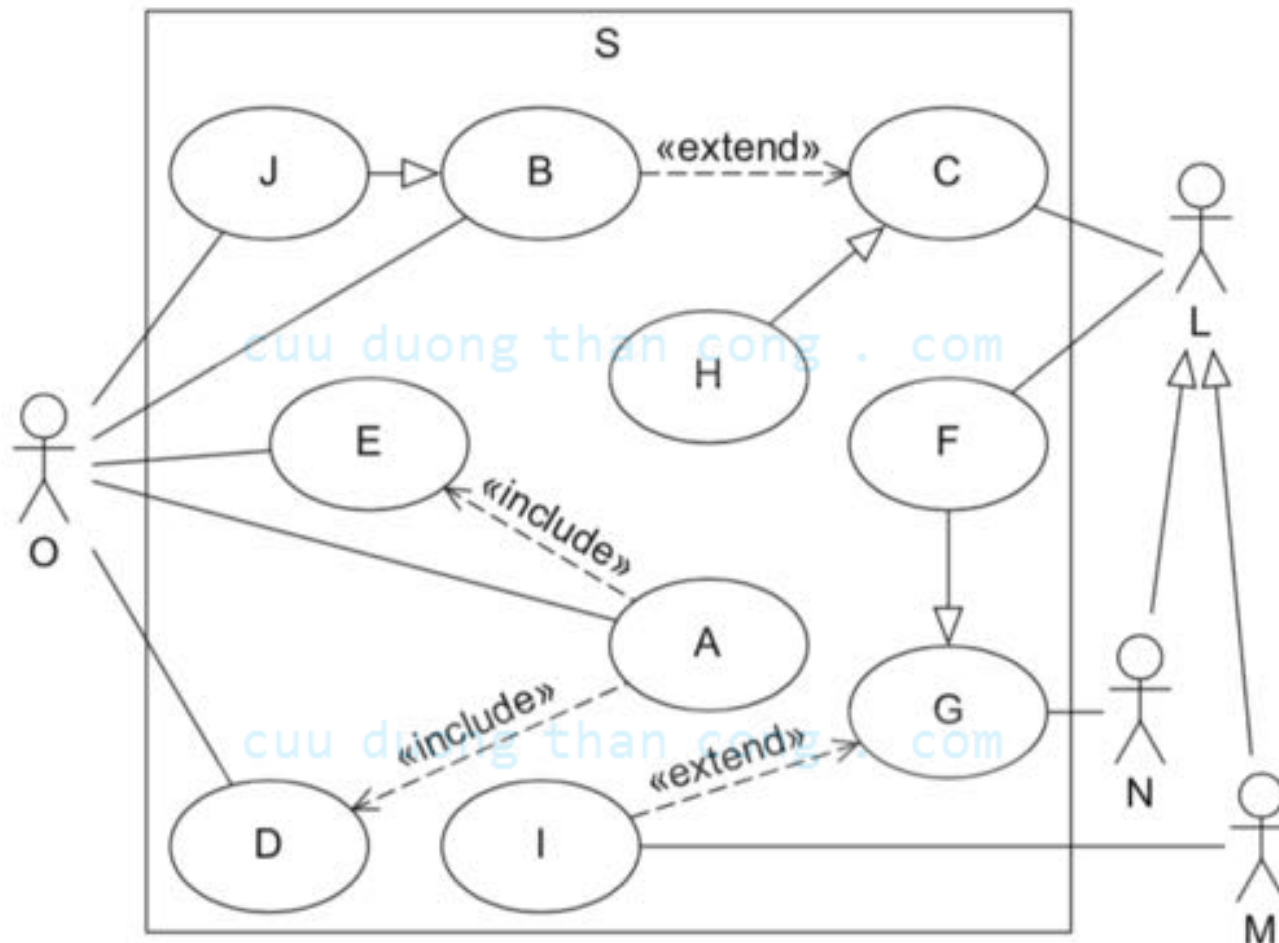 S
J
B
«extend»
C
L
cuu duong than cong . com
H
E
F
O
«include»
A
«include»
G
cuu duong than cong . com
«extend»
N
D
I
M